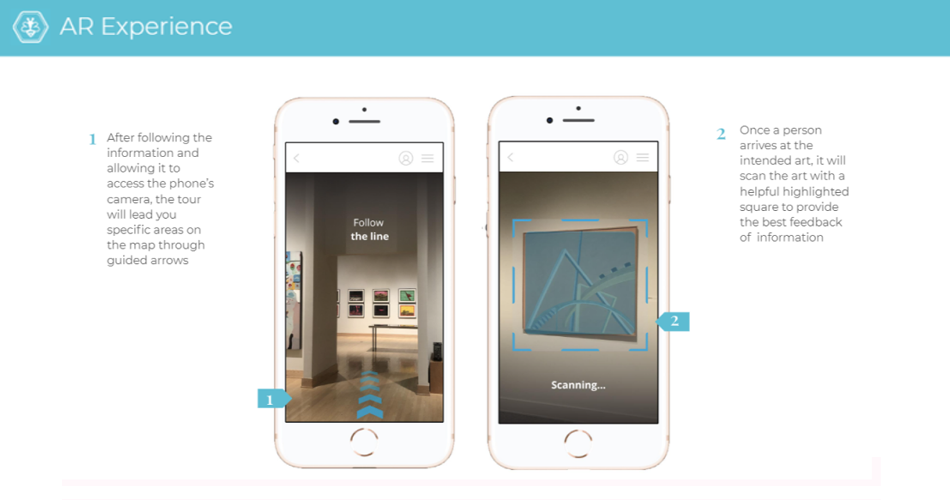 AR Experience
1
After following the
information and
allowing it to
access the phone's
camera, the tour
will lead you
specific areas on
the map through
guided arrows
Follow
the line
1
Scanning...
2
2
Once a person
arrives at the
intended art, it will
scan the art with a
helpful highlighted
square to provide
the best feedback
of information